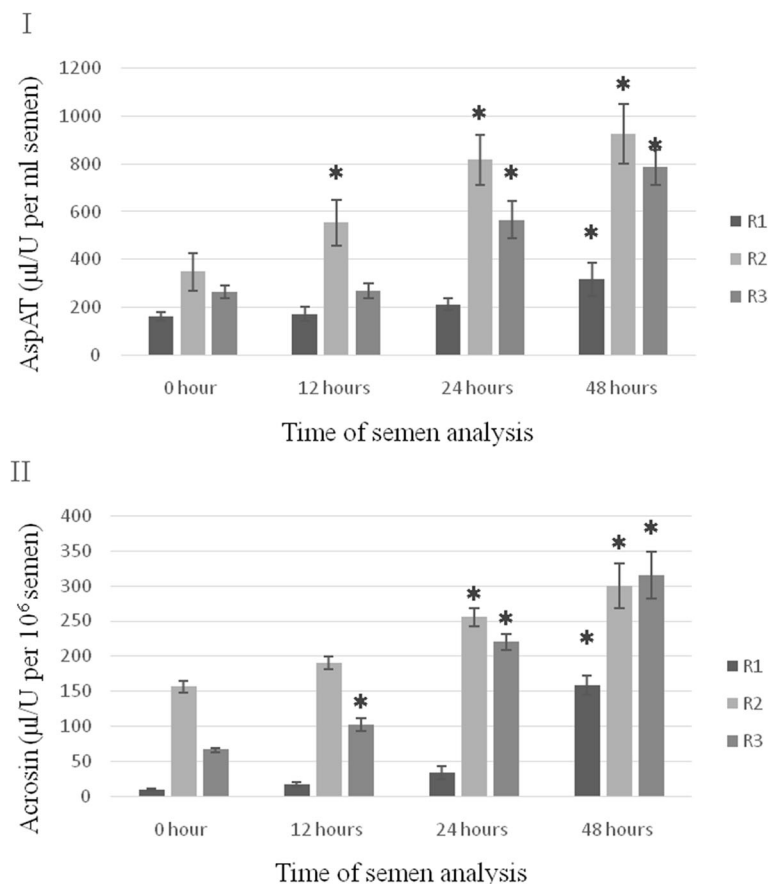 I
AspAT (µl/U per ml semen)
1200
1000
800
600
400
200
0
*
*
*
*
*
*
R1
R2
R3
0 hour 12 hours 24 hours 48 hours
Time of semen analysis
II
Acrosin (µl/U per 10⁶ semen)
400
350
300
250
200
150
100
50
0
*
*
*
*
*
*
R1
R2
R3
0 hour 12 hours 24 hours 48 hours
Time of semen analysis